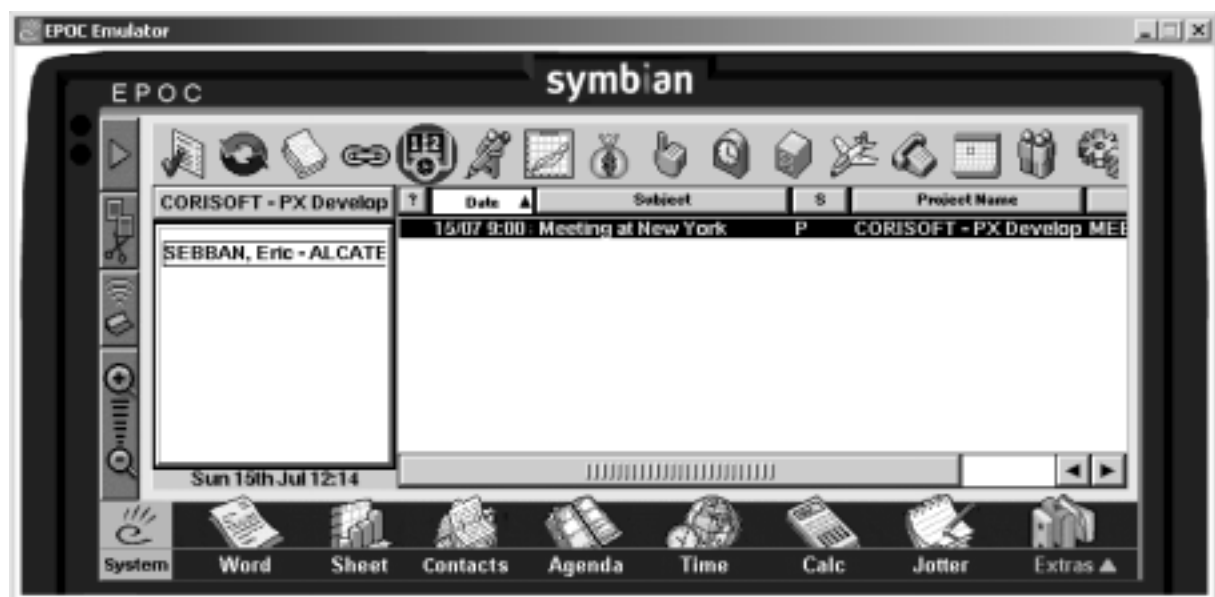 EPOC Emulator
symbian
EPOC
CORISOFT - PX Develop ? Date ▲ Subject S Project Name
15/07 9:00 Meeting at New York P CORISOFT - PX Develop MEE
SEBBAN, Eric - ALCATE
Sun 15th Jul 12:14
System Word Sheet Contacts Agenda Time Calc Jotter Extras ▲